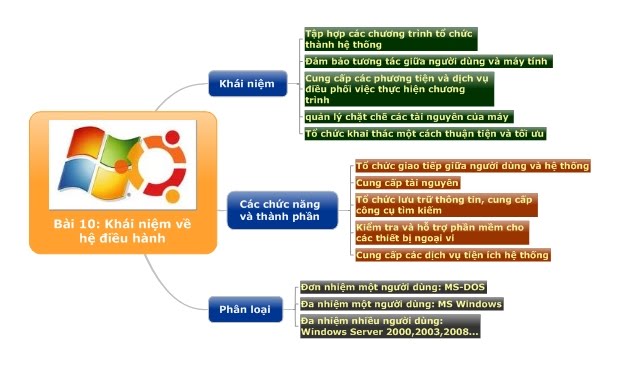 Bài 10: Khái niệm về
hệ điều hành
Khái niệm
Tập hợp các chương trình tổ chức
thành hệ thống
Đảm bảo tương tác giữa người dùng và máy tính
Cung cấp các phương tiện và dịch vụ
điều phối việc thực hiện chương
trình
quản lý chặt chẽ các tài nguyên của máy
Tổ chức khai thác một cách thuận tiện và tối ưu
Các chức năng
và thành phần
Tổ chức giao tiếp giữa người dùng và hệ thống
Cung cấp tài nguyên
Tổ chức lưu trữ thông tin, cung cấp
công cụ tìm kiếm
Kiểm tra và hỗ trợ phần mềm cho
các thiết bị ngoại vi
Cung cấp các dịch vụ tiện ích hệ thống
Phân loại
Đơn nhiệm một người dùng: MS-DOS
Đa nhiệm một người dùng: MS Windows
Đa nhiệm nhiều người dùng:
Windows Server 2000,2003,2008...